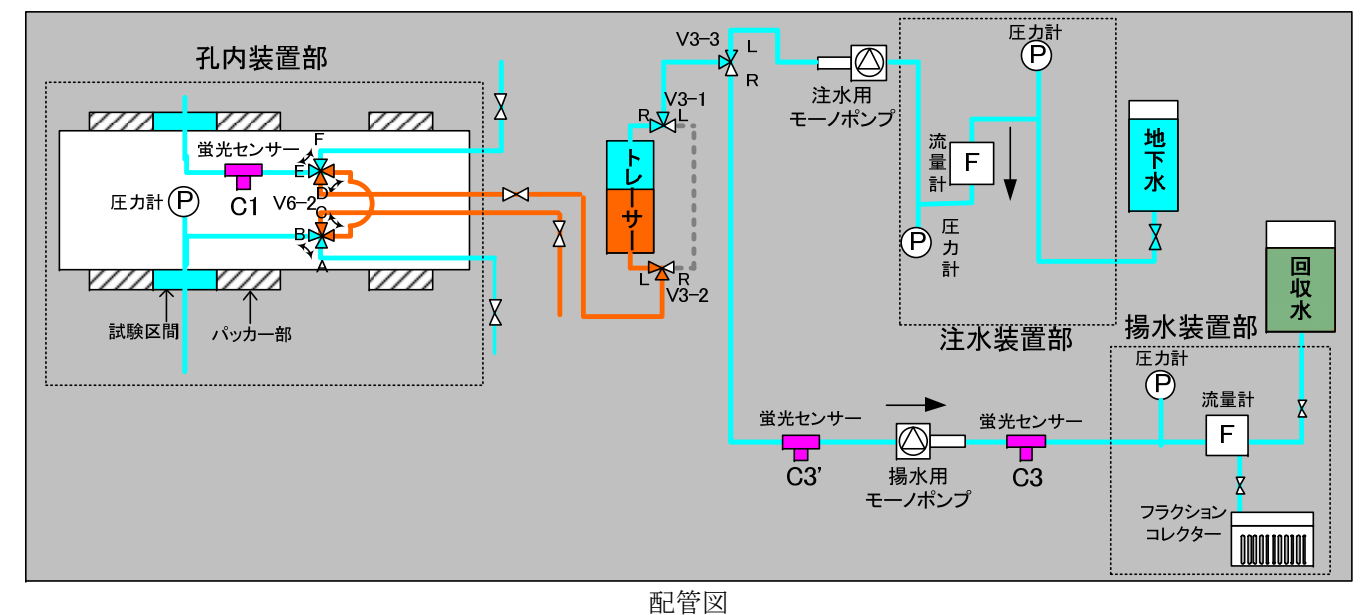 孔内装置部
蛍光センサー
C1
圧力計
P
V6-2
F
E
D
C
B
A
試験区間
パッカー部
V3-3
L
R
V3-1
R
L
トレーサー
L
R
V3-2
注水用
モーノポンプ
圧力計
P
流量計
F
P
圧力計
地下水
注水装置部
回収水
揚水装置部
圧力計
P
流量計
F
蛍光センサー
C3'
揚水用
モーノポンプ
蛍光センサー
C3
フラクション
コレクター
配管図